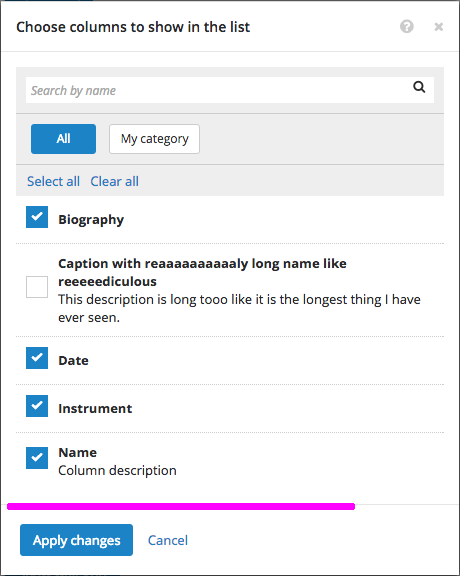 Choose columns to show in the list
Search by name
All
My category
Select all Clear all
Biography
Caption with reaaaaaaaaaaly long name like
reeeeediculous
This description is long tooo like it is the longest thing I have
ever seen.
Date
Instrument
Name
Column description
Apply changes
Cancel